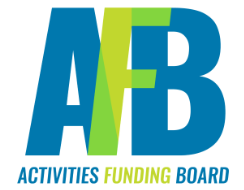 AFB
ACTIVITIES FUNDING BOARD